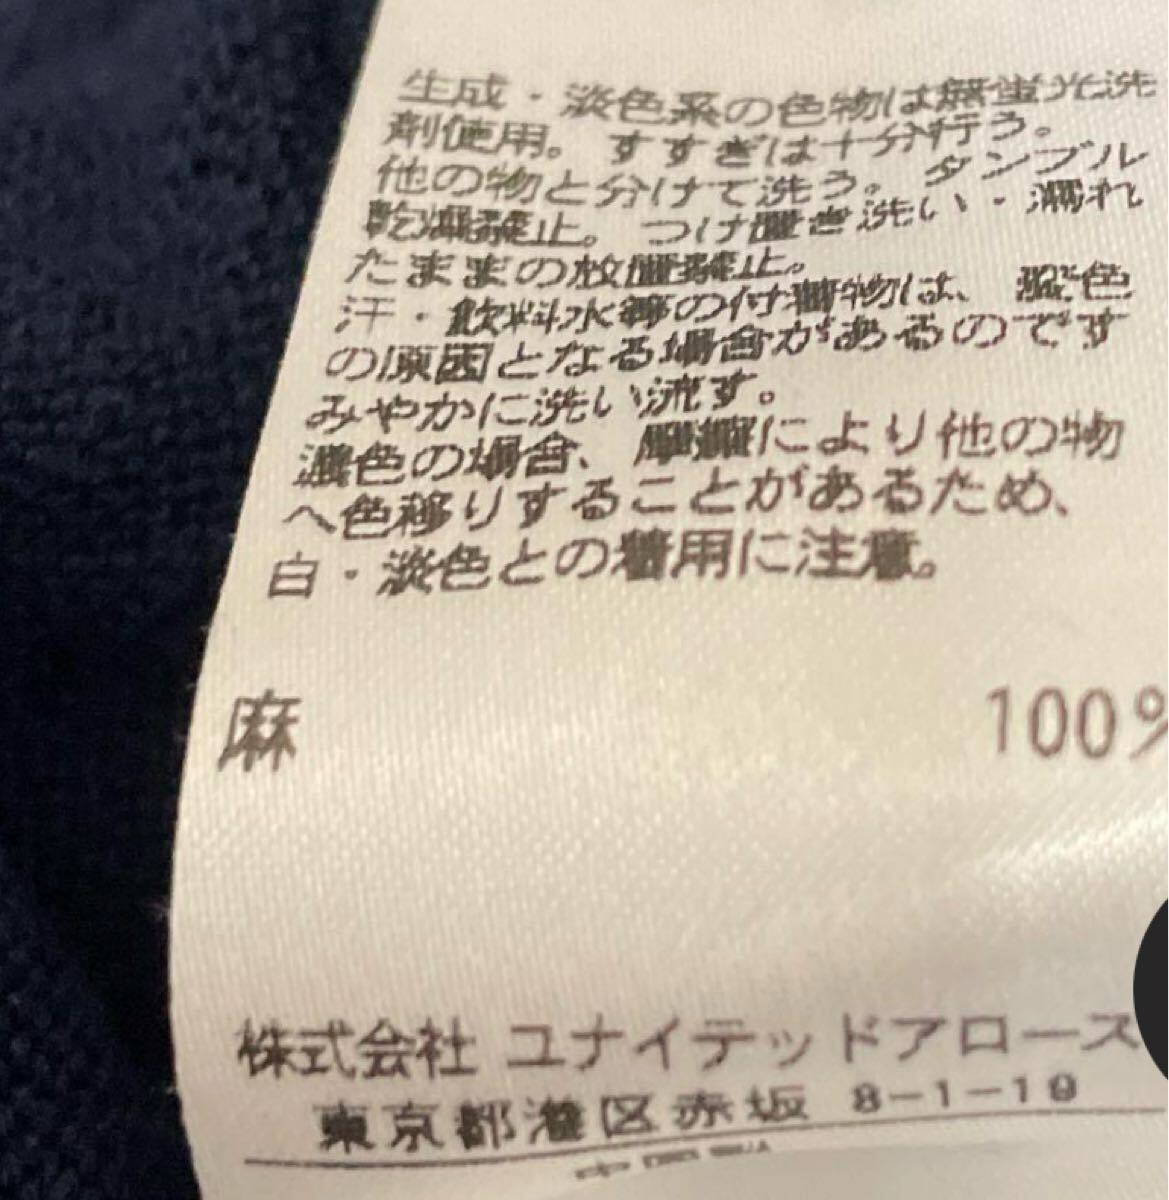 生成・淡色系の色物は無蛍光洗
剤使用。すすぎは十分行う。
他の物と分けて洗う。タンブル
乾燥禁止。つけ置き洗い・濡れ
たままの放置禁止。
汗・飲料水等の付着物は、脱色
の原因となる場合があるのです
みやかに洗い流す。
濃色の場合、摩擦により他の物
へ色移りすることがあるため、
白・淡色との着用に注意。
麻 100%
株式会社 ユナイテッドアローズ
東京都港区赤坂 8-1-19
中国製